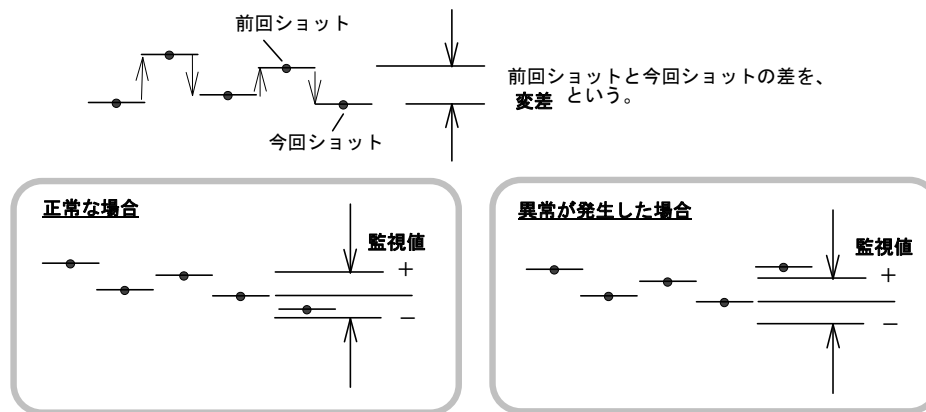 前回ショット
前回ショットと今回ショットの差を、
変差 という。
今回ショット
正常な場合
監視値
+
−
異常が発生した場合
監視値
+
−